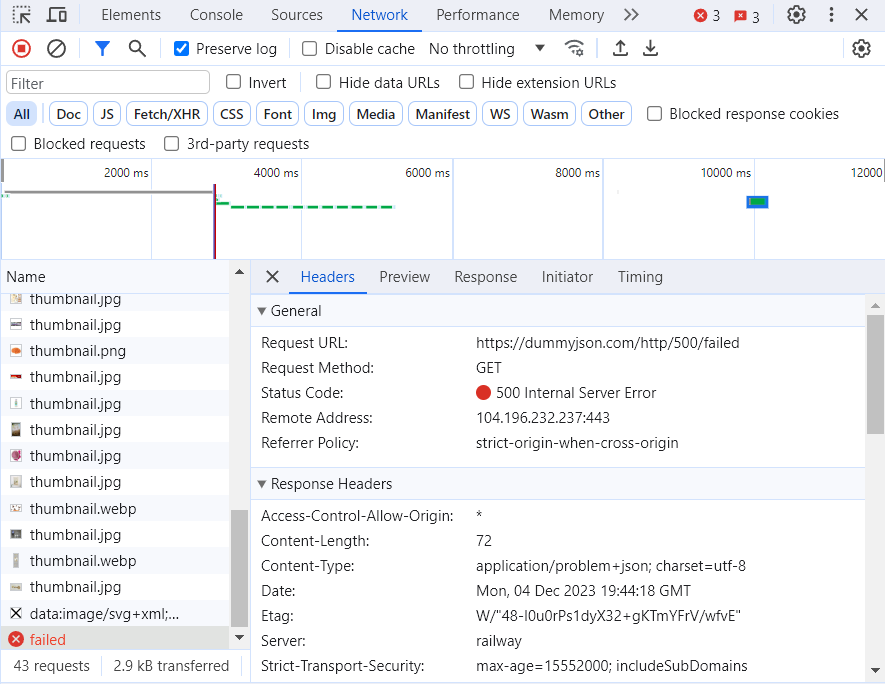 Elements Console Sources Network Performance Memory 3 3
Preserve log Disable cache No throttling
Filter Invert Hide data URLs Hide extension URLs
All Doc JS Fetch/XHR CSS Font Img Media Manifest WS Wasm Other Blocked response cookies
Blocked requests 3rd-party requests
2000 ms 4000 ms 6000 ms 8000 ms 10000 ms 12000
Name Headers Preview Response Initiator Timing
thumbnail.jpg
thumbnail.jpg
thumbnail.png
thumbnail.jpg
thumbnail.jpg
thumbnail.jpg
thumbnail.jpg
thumbnail.jpg
thumbnail.webp
thumbnail.jpg
thumbnail.webp
thumbnail.jpg
data:image/svg+xml;...
failed
43 requests 2.9 kB transferred
General
Request URL: https://dummyjson.com/http/500/failed
Request Method: GET
Status Code: 500 Internal Server Error
Remote Address: 104.196.232.237:443
Referrer Policy: strict-origin-when-cross-origin
Response Headers
Access-Control-Allow-Origin: *
Content-Length: 72
Content-Type: application/problem+json; charset=utf-8
Date: Mon, 04 Dec 2023 19:44:18 GMT
Etag: W/"48-I0u0rPs1dyX32+gKTmYFrV/wfvE"
Server: railway
Strict-Transport-Security: max-age=15552000; includeSubDomains